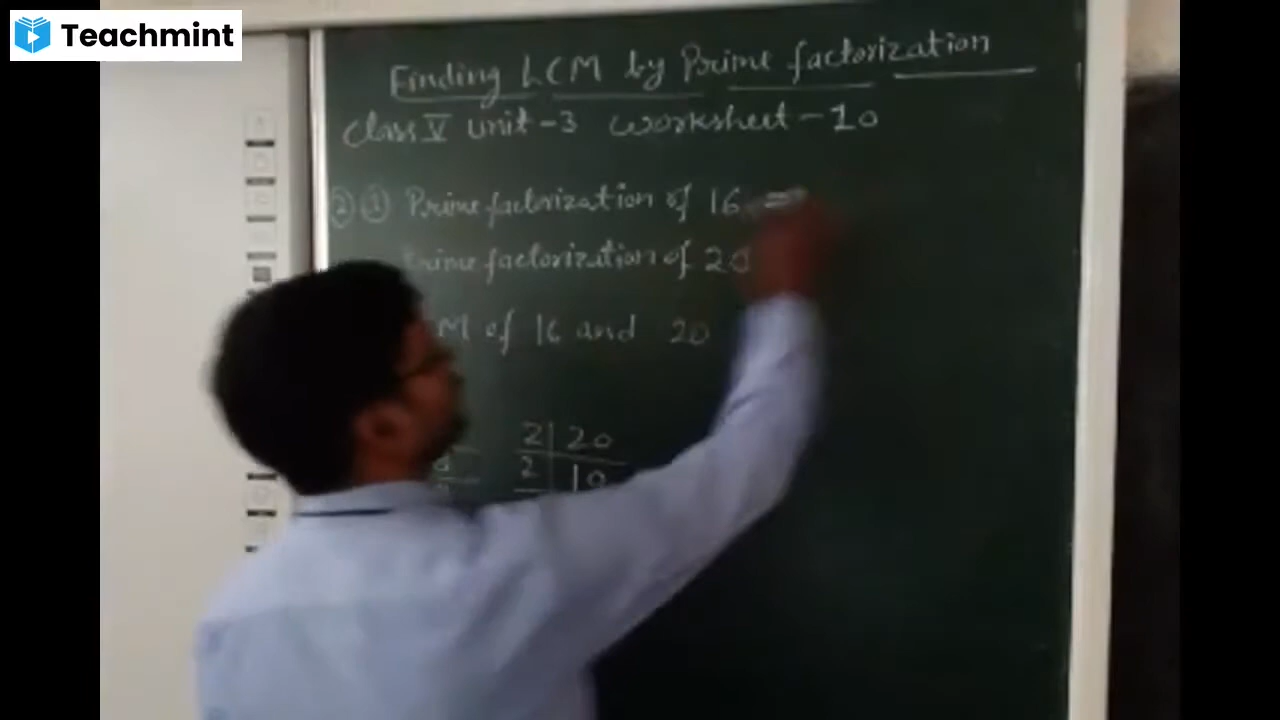 Teachmint
Finding LCM by Prime factorization
Class V unit-3 Worksheet-10
② ① Prime factorization of 16 =
Prime factorization of 20
M of 16 and 20
2 20
2 10